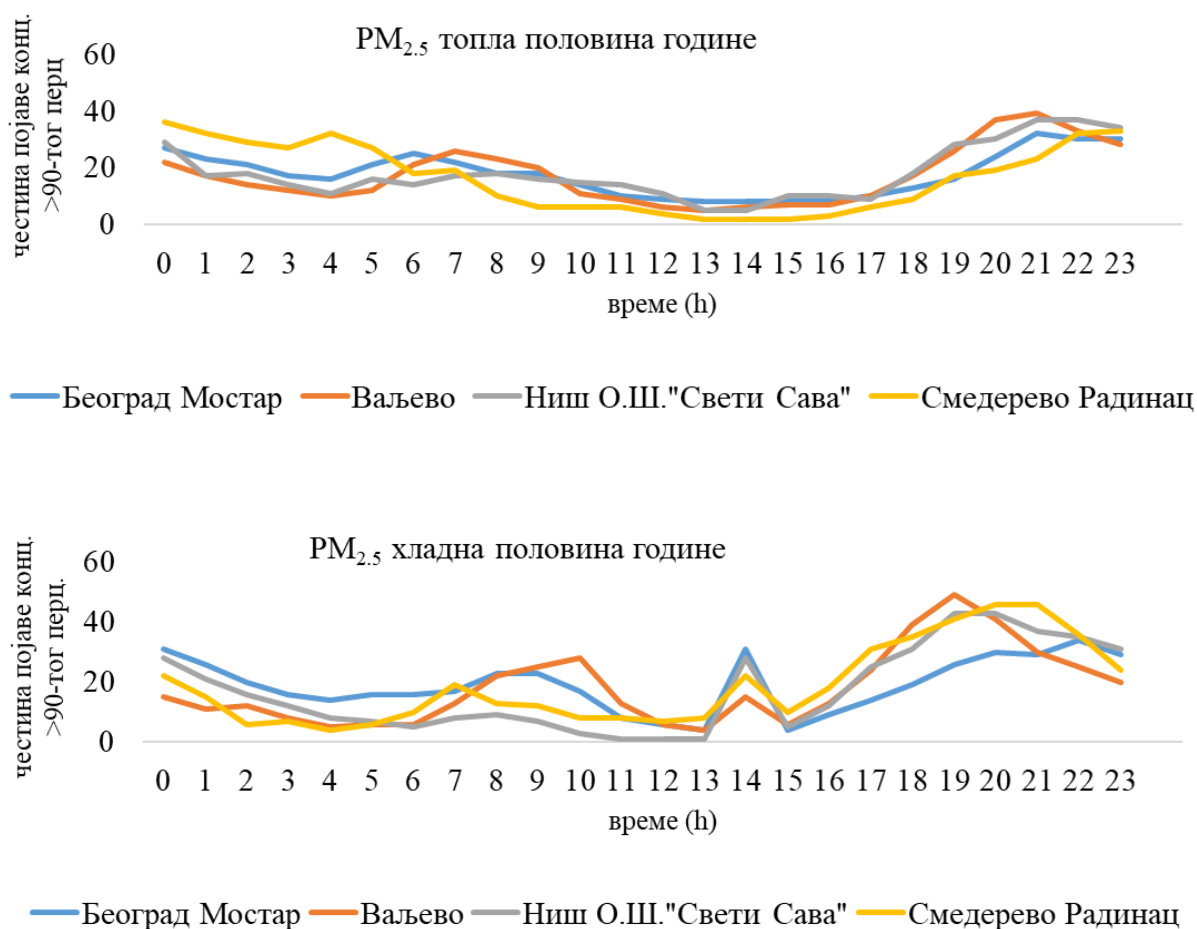 PM2.5 топла половина године
честина појаве конц.
>90-тог перц
60
40
20
0
0 1 2 3 4 5 6 7 8 9 10 11 12 13 14 15 16 17 18 19 20 21 22 23
време (h)
Београд Мостар Ваљево Ниш О.Ш."Свети Сава" Смедерево Радинац
PM2.5 хладна половина године
честина појаве конц.
>90-тог перц.
60
40
20
0
0 1 2 3 4 5 6 7 8 9 10 11 12 13 14 15 16 17 18 19 20 21 22 23
време (h)
Београд Мостар Ваљево Ниш О.Ш."Свети Сава" Смедерево Радинац